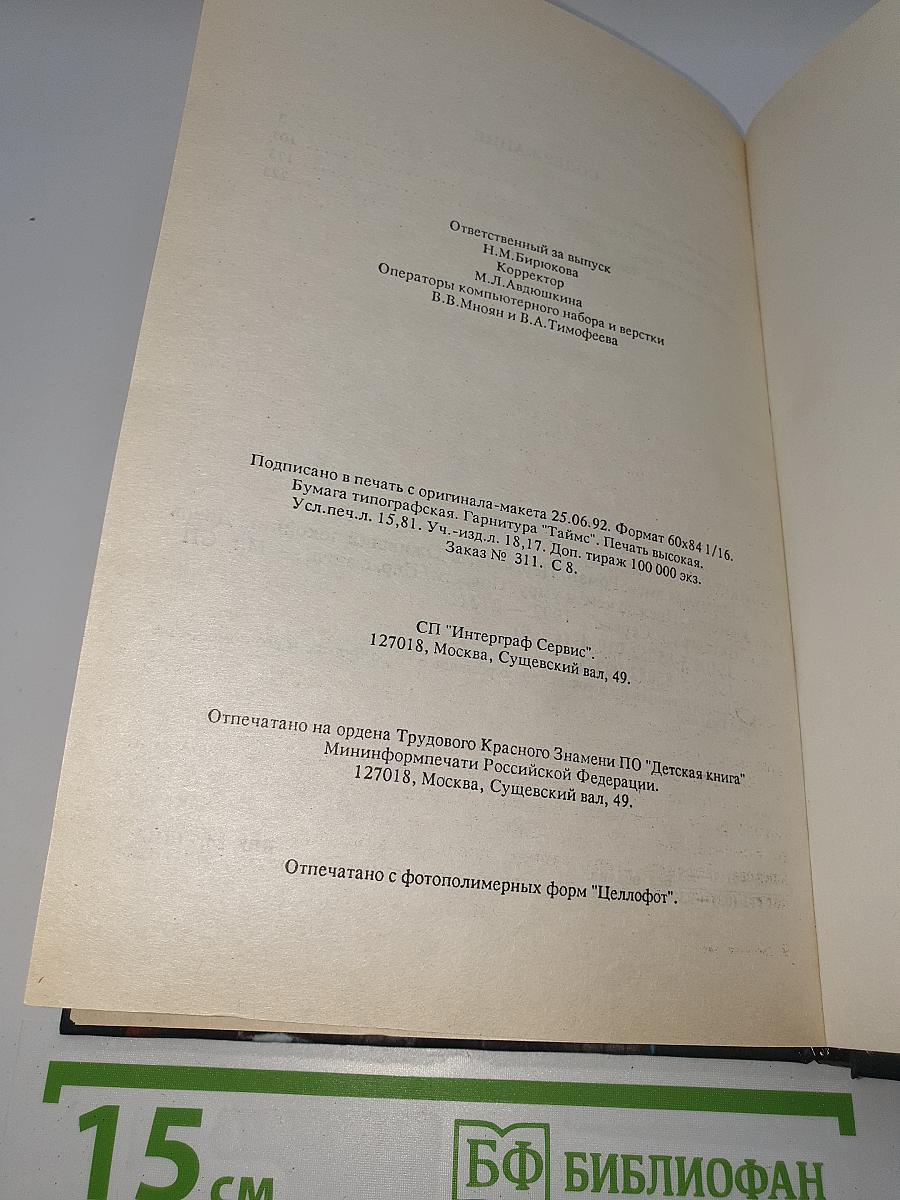 Ответственный за выпуск
Н.М.Бирюкова
Корректор
М.Л.Авдюшкина
Операторы компьютерного набора и верстки
В.В.Мноян и В.А.Тимофеева
Подписано в печать с оригинала-макета 25.06.92. Формат 60х84 1/16.
Бумага типографская. Гарнитура "Таймс". Печать высокая.
Усл.печ.л. 15,81. Уч.-изд.л. 18,17. Доп. тираж 100 000 экз.
Заказ № 311. С 8.
СП "Интерграф Сервис".
127018, Москва, Сущевский вал, 49.
Отпечатано на ордена Трудового Красного Знамени ПО "Детская книга"
Мининформпечати Российской Федерации.
127018, Москва, Сущевский вал, 49.
Отпечатано с фотополимерных форм "Целлофот".
15 см
БФ БИБЛИОФАН